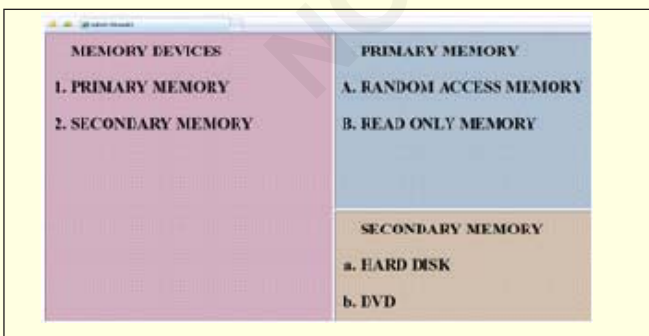 MEMORY DEVICES
1. PRIMARY MEMORY
2. SECONDARY MEMORY
PRIMARY MEMORY
A. RANDOM ACCESS MEMORY
B. READ ONLY MEMORY
SECONDARY MEMORY
a. HARD DISK
b. DVD